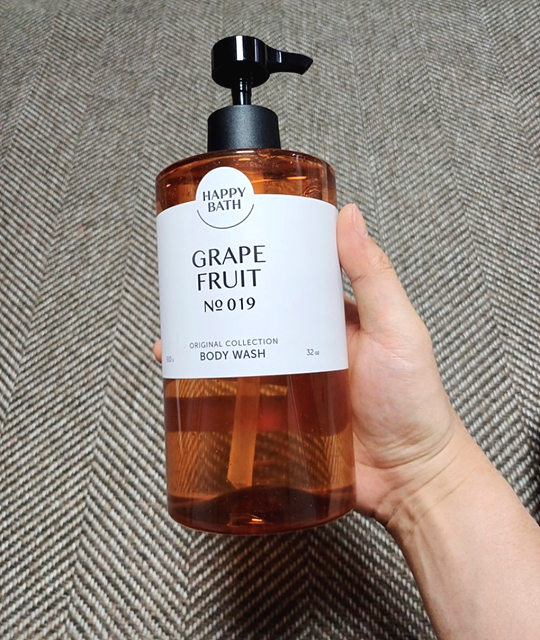 HAPPY
BATH
GRAPE
FRUIT
№ 019
ORIGINAL COLLECTION
BODY WASH
32 oz